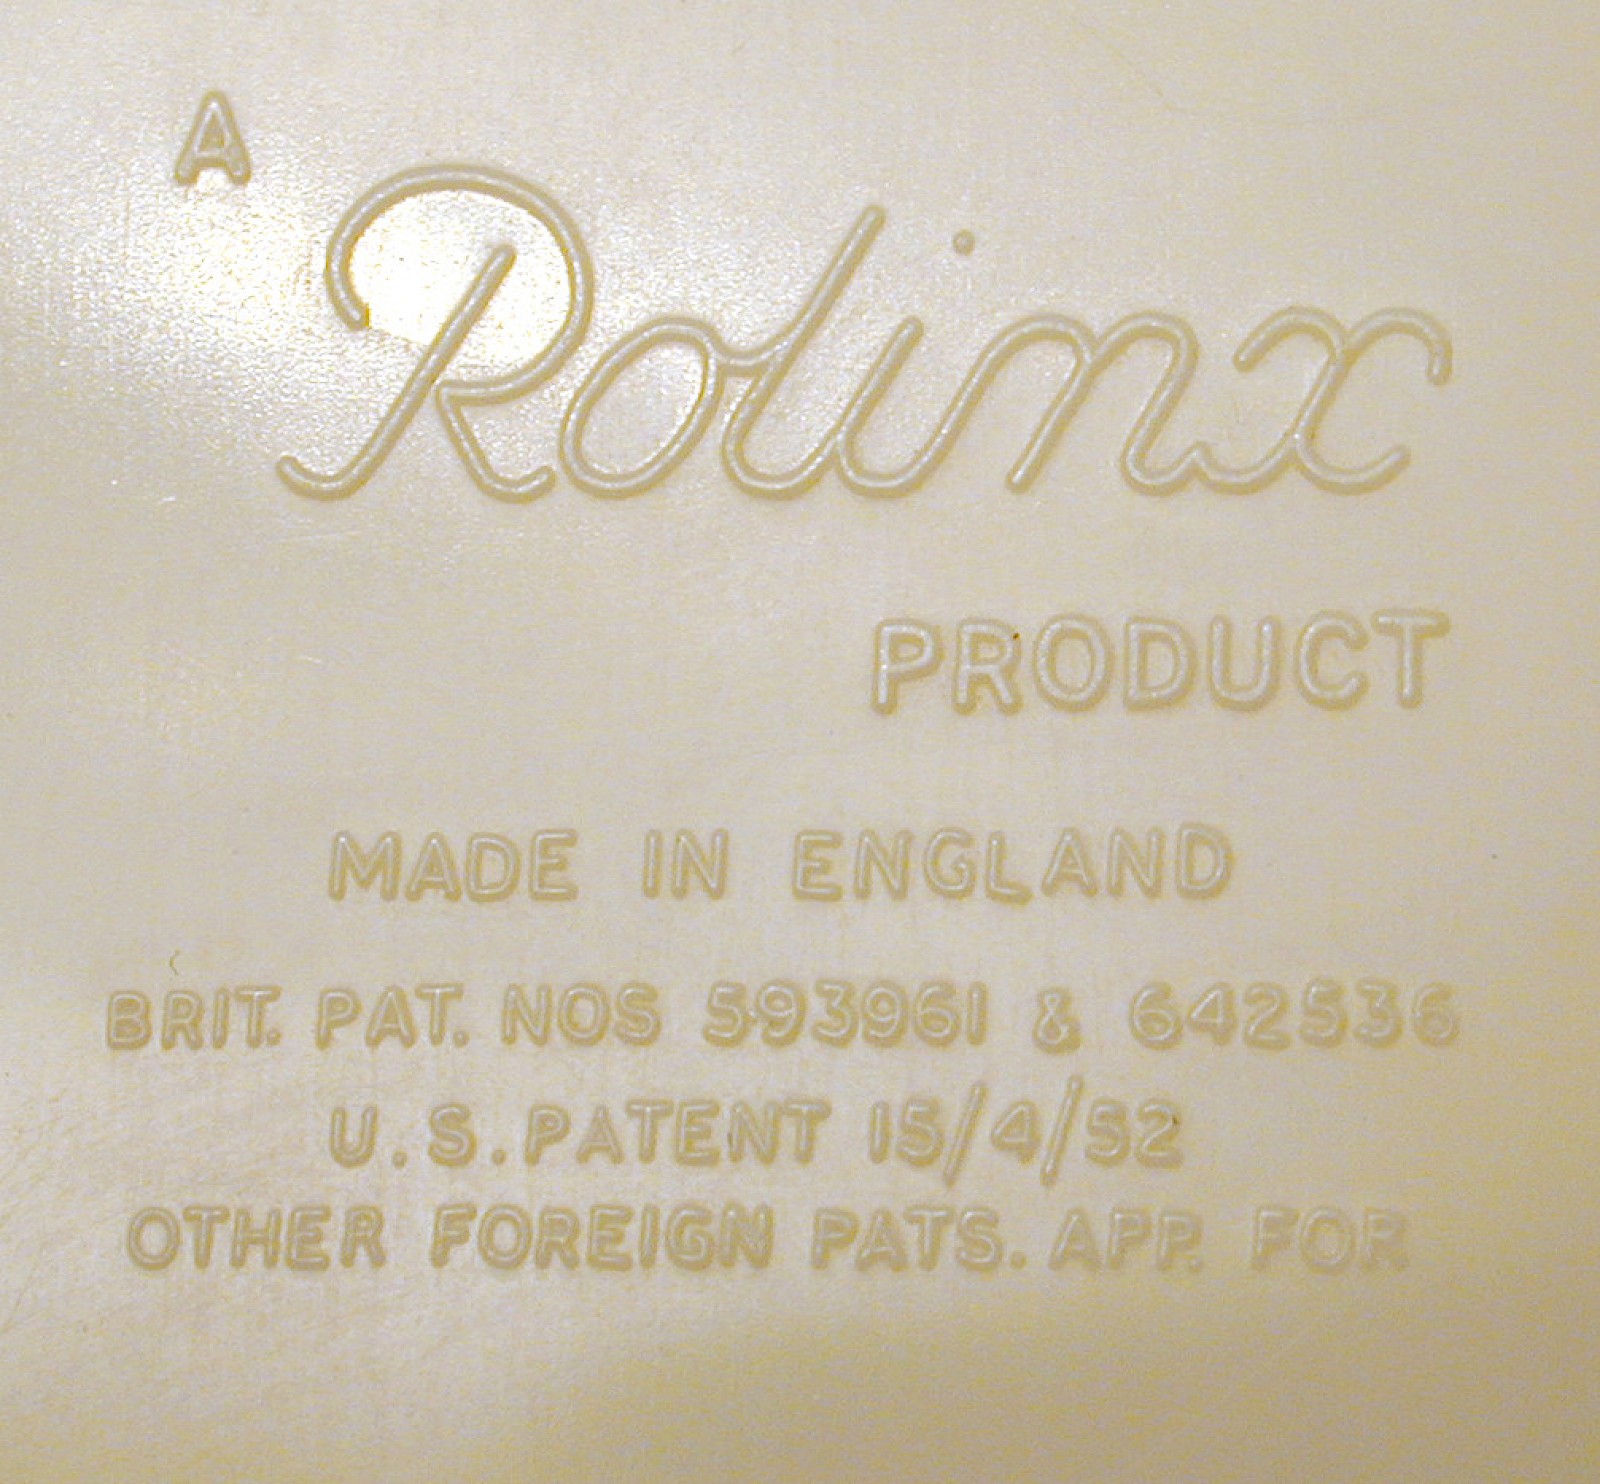 A
Rolinx
PRODUCT
MADE IN ENGLAND
BRIT. PAT. NOS 593961 & 642536
U.S. PATENT 15/4/52
OTHER FOREIGN PATS. APP. FOR